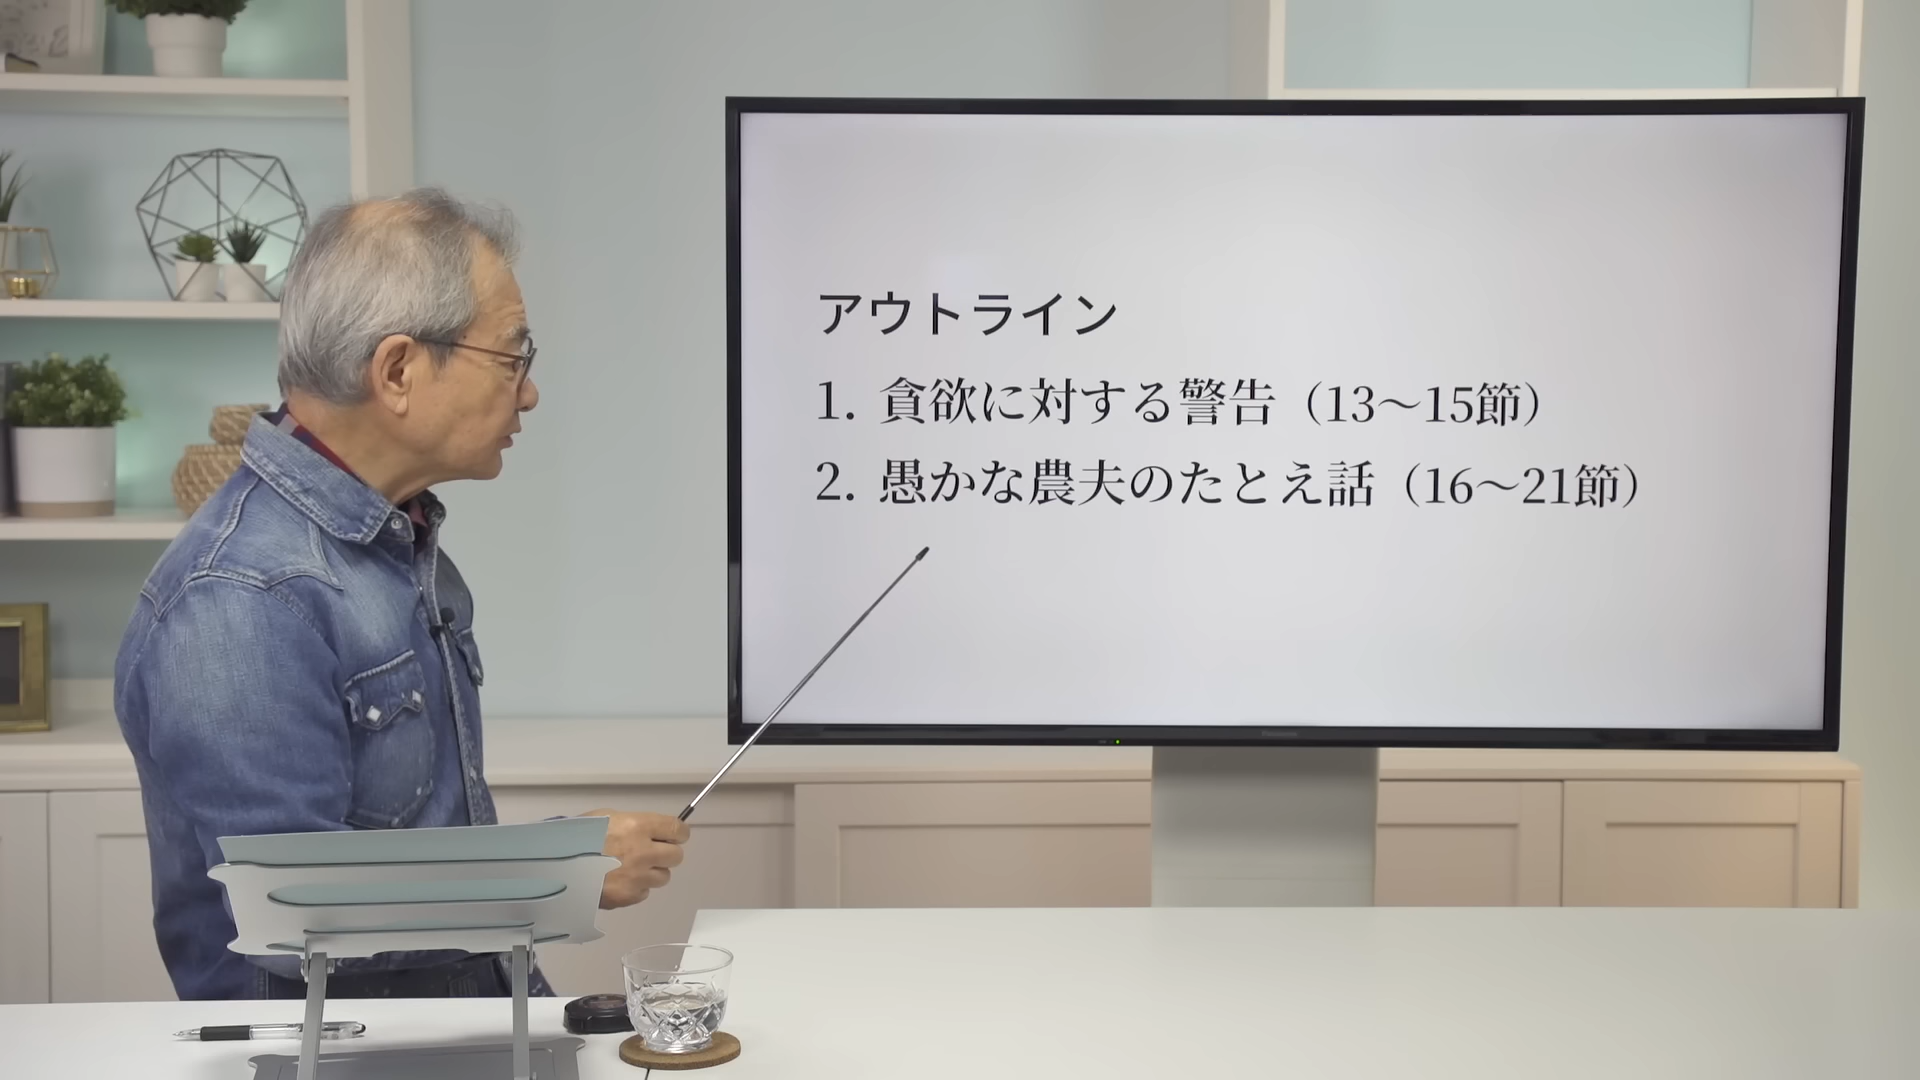 アウトライン
1. 貪欲に対する警告（13〜15節）
2. 愚かな農夫のたとえ話（16〜21節）